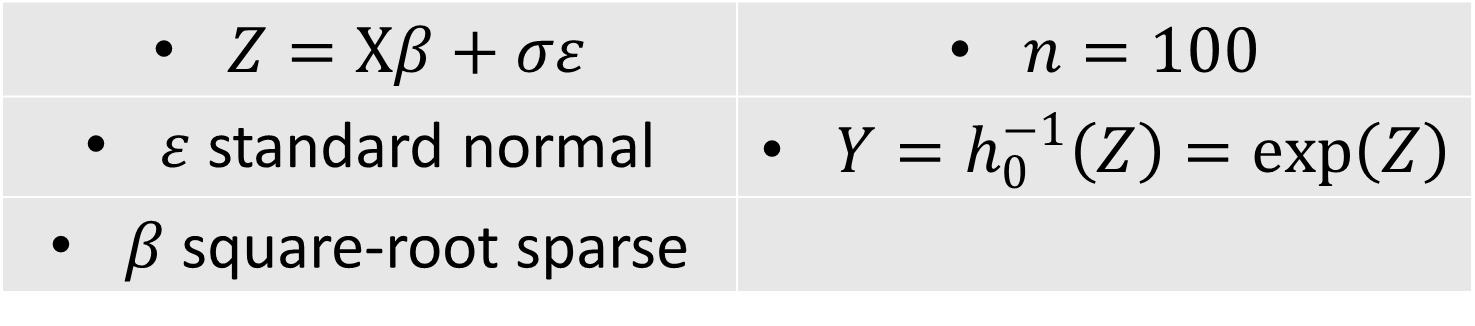 • Z = Xβ + σε
• n = 100
• ε standard normal
• Y = h₀⁻¹(Z) = exp(Z)
• β square-root sparse